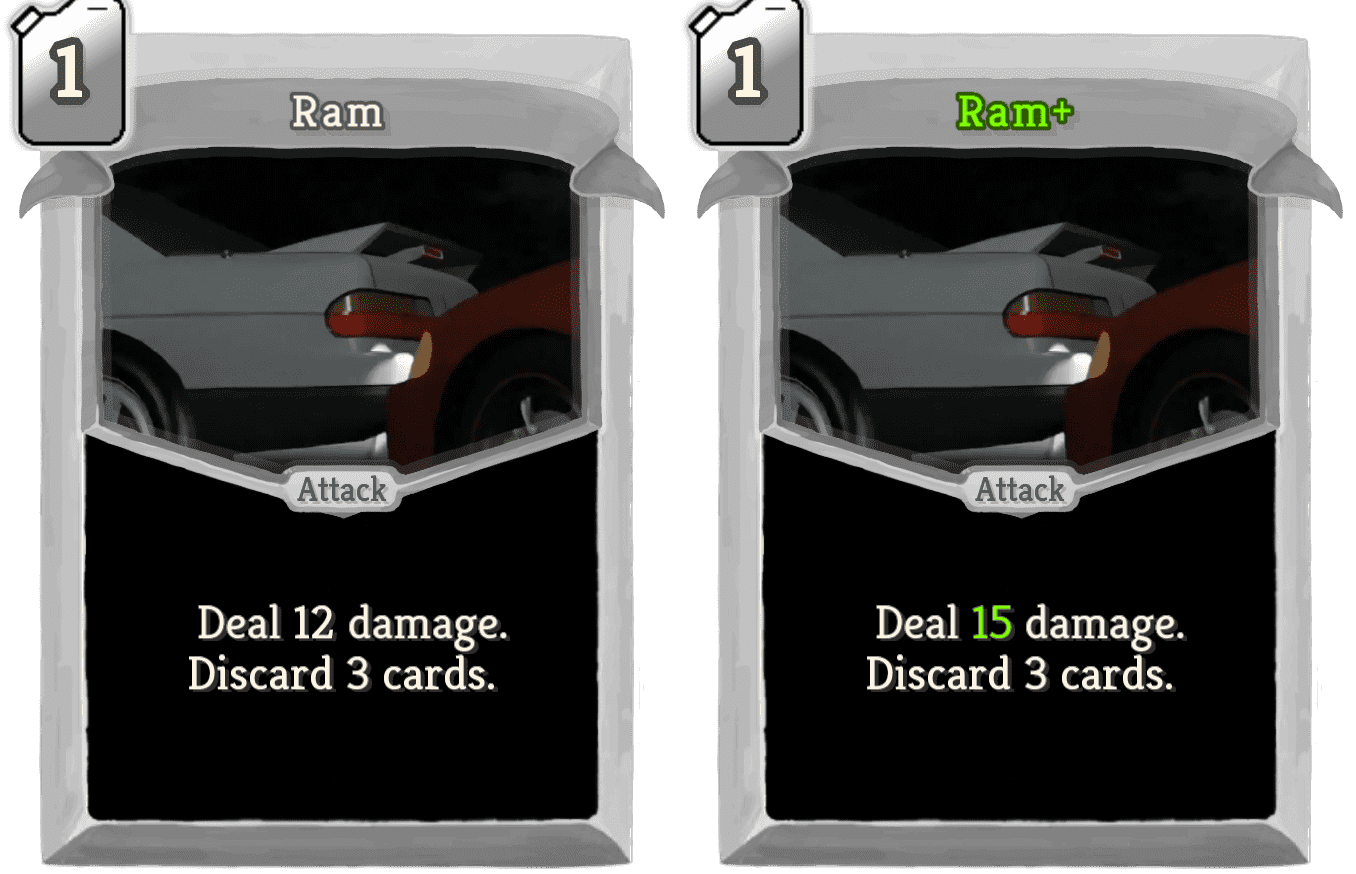 1
Ram
Attack
Deal 12 damage.
Discard 3 cards.
1
Ram+
Attack
Deal 15 damage.
Discard 3 cards.